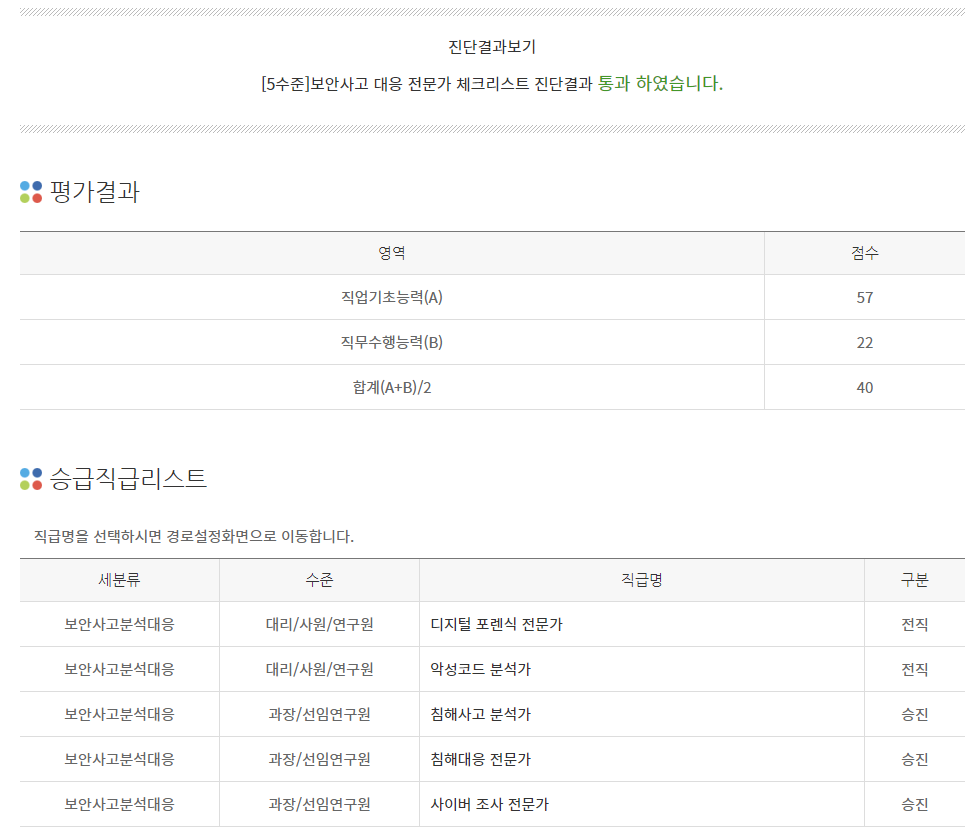 진단결과보기
[5수준]보안사고 대응 전문가 체크리스트 진단결과 통과 하였습니다.
평가결과
영역 점수
직업기초능력(A) 57
직무수행능력(B) 22
합계(A+B)/2 40
승급직급리스트
직급명을 선택하시면 경로설정화면으로 이동합니다.
세분류 수준 직급명 구분
보안사고분석대응 대리/사원/연구원 디지털 포렌식 전문가 전직
보안사고분석대응 대리/사원/연구원 악성코드 분석가 전직
보안사고분석대응 과장/선임연구원 침해사고 분석가 승진
보안사고분석대응 과장/선임연구원 침해대응 전문가 승진
보안사고분석대응 과장/선임연구원 사이버 조사 전문가 승진